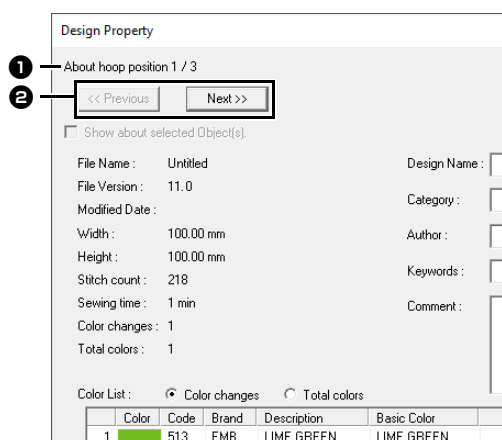 Design Property
1 About hoop position 1 / 3
2 << Previous Next >>
Show about selected Object(s).
File Name : Untitled Design Name :
File Version : 11.0
Category :
Modified Date :
Width : 100.00 mm Author :
Height : 100.00 mm
Keywords :
Stitch count : 218
Sewing time : 1 min Comment :
Color changes : 1
Total colors : 1
Color List : Color changes Total colors
Color Code Brand Description Basic Color
1 513 EMB LIME GREEN LIME GREEN